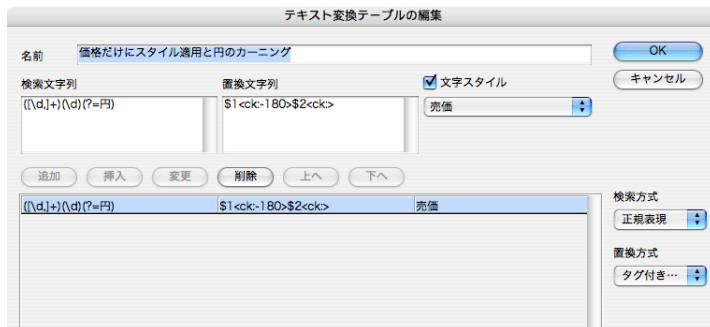 テキスト変換テーブルの編集
名前
価格だけにスタイル適用と円のカーニング
OK
キャンセル
検索文字列
置換文字列
文字スタイル
([\d,]+)(\d)(?=円)
$1<ck:-180>$2<ck:>
売価
追加
挿入
変更
削除
上へ
下へ
([\d,]+)(\d)(?=円)
$1<ck:-180>$2<ck:>
売価
検索方式
正規表現
置換方式
タグ付き…